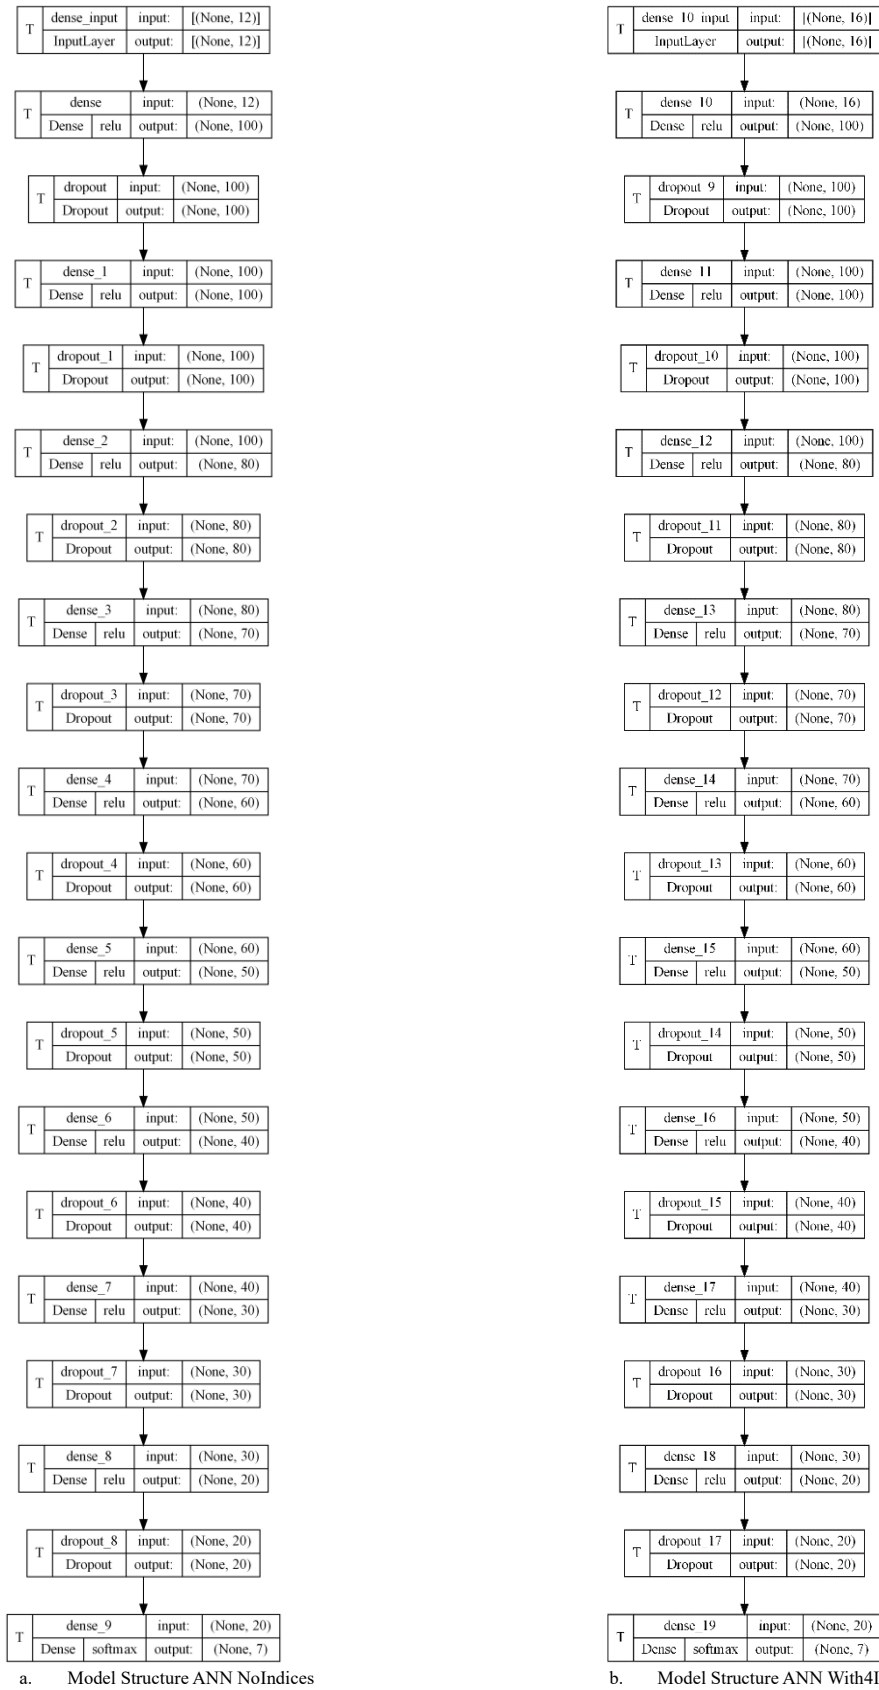 T dense_input input: [(None, 12)]
InputLayer output: [(None, 12)]
T dense input: (None, 12)
Dense relu output: (None, 100)
T dropout input: (None, 100)
Dropout output: (None, 100)
T dense_1 input: (None, 100)
Dense relu output: (None, 100)
T dropout_1 input: (None, 100)
Dropout output: (None, 100)
T dense_2 input: (None, 100)
Dense relu output: (None, 80)
T dropout_2 input: (None, 80)
Dropout output: (None, 80)
T dense_3 input: (None, 80)
Dense relu output: (None, 70)
T dropout_3 input: (None, 70)
Dropout output: (None, 70)
T dense_4 input: (None, 70)
Dense relu output: (None, 60)
T dropout_4 input: (None, 60)
Dropout output: (None, 60)
T dense_5 input: (None, 60)
Dense relu output: (None, 50)
T dropout_5 input: (None, 50)
Dropout output: (None, 50)
T dense_6 input: (None, 50)
Dense relu output: (None, 40)
T dropout_6 input: (None, 40)
Dropout output: (None, 40)
T dense_7 input: (None, 40)
Dense relu output: (None, 30)
T dropout_7 input: (None, 30)
Dropout output: (None, 30)
T dense_8 input: (None, 30)
Dense relu output: (None, 20)
T dropout_8 input: (None, 20)
Dropout output: (None, 20)
T dense_9 input: (None, 20)
Dense softmax output: (None, 7)
a. Model Structure ANN NoIndices
T dense_10_input input: [(None, 16)]
InputLayer output: [(None, 16)]
T dense_10 input: (None, 16)
Dense relu output: (None, 100)
T dropout_9 input: (None, 100)
Dropout output: (None, 100)
T dense_11 input: (None, 100)
Dense relu output: (None, 100)
T dropout_10 input: (None, 100)
Dropout output: (None, 100)
T dense_12 input: (None, 100)
Dense relu output: (None, 80)
T dropout_11 input: (None, 80)
Dropout output: (None, 80)
T dense_13 input: (None, 80)
Dense relu output: (None, 70)
T dropout_12 input: (None, 70)
Dropout output: (None, 70)
T dense_14 input: (None, 70)
Dense relu output: (None, 60)
T dropout_13 input: (None, 60)
Dropout output: (None, 60)
T dense_15 input: (None, 60)
Dense relu output: (None, 50)
T dropout_14 input: (None, 50)
Dropout output: (None, 50)
T dense_16 input: (None, 50)
Dense relu output: (None, 40)
T dropout_15 input: (None, 40)
Dropout output: (None, 40)
T dense_17 input: (None, 40)
Dense relu output: (None, 30)
T dropout_16 input: (None, 30)
Dropout output: (None, 30)
T dense_18 input: (None, 30)
Dense relu output: (None, 20)
T dropout_17 input: (None, 20)
Dropout output: (None, 20)
T dense_19 input: (None, 20)
Dense softmax output: (None, 7)
b. Model Structure ANN With4I